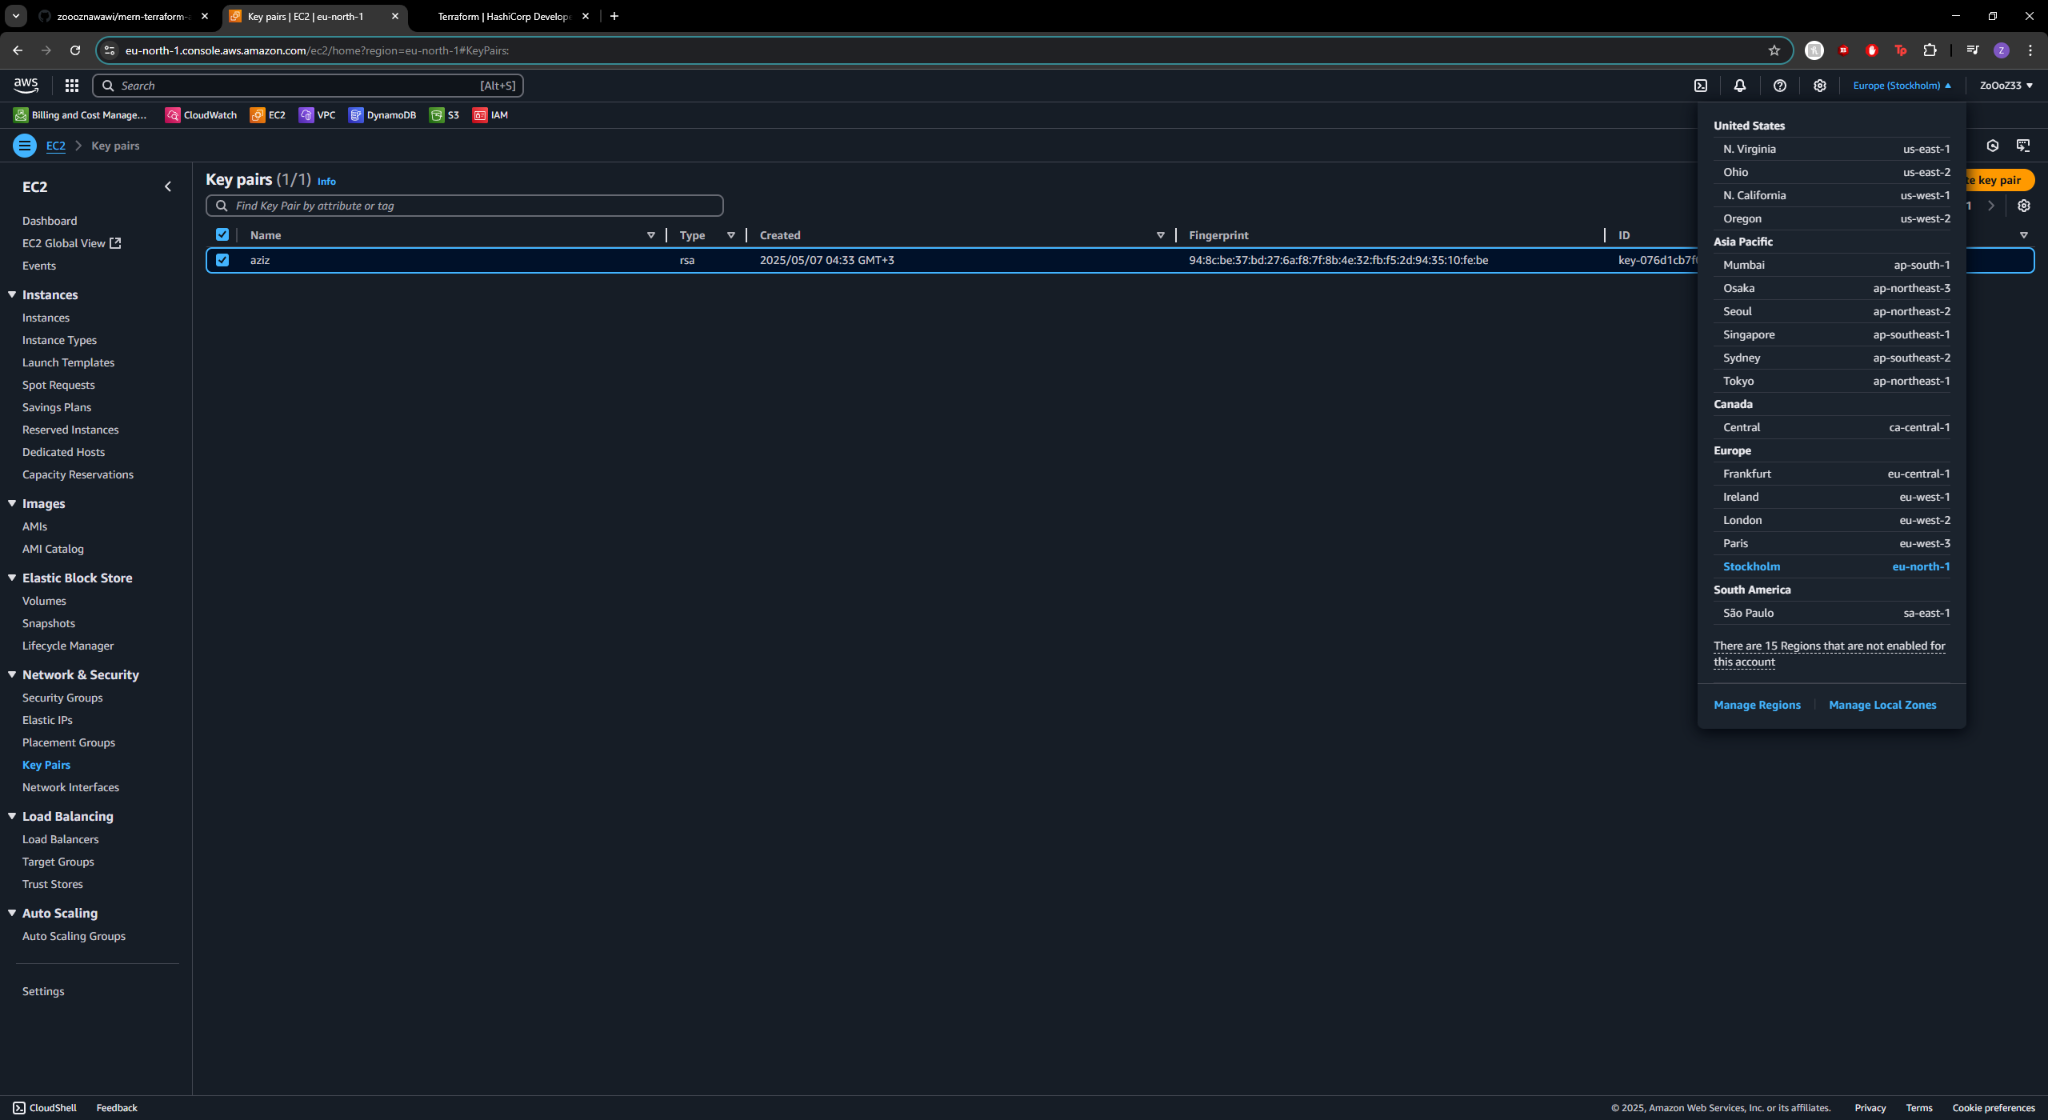 zoooznawawi/mern-terraform-
Key pairs | EC2 | eu-north-1
Terraform | HashiCorp Develop
eu-north-1.console.aws.amazon.com/ec2/home?region=eu-north-1#KeyPairs:
aws
Search
[Alt+S]
Europe (Stockholm)
ZoOoZ33
Billing and Cost Manage...
CloudWatch
EC2
VPC
DynamoDB
S3
IAM
EC2
Key pairs
EC2
Dashboard
EC2 Global View
Events
Instances
Instances
Instance Types
Launch Templates
Spot Requests
Savings Plans
Reserved Instances
Dedicated Hosts
Capacity Reservations
Images
AMIs
AMI Catalog
Elastic Block Store
Volumes
Snapshots
Lifecycle Manager
Network & Security
Security Groups
Elastic IPs
Placement Groups
Key Pairs
Network Interfaces
Load Balancing
Load Balancers
Target Groups
Trust Stores
Auto Scaling
Auto Scaling Groups
Settings
Key pairs (1/1) Info
Find Key Pair by attribute or tag
Name
Type
Created
Fingerprint
ID
aziz
rsa
2025/05/07 04:33 GMT+3
94:8c:be:37:bd:27:6a:f8:7f:8b:4e:32:fb:f5:2d:94:35:10:fe:be
key-076d1cb7f
key pair
1
United States
N. Virginia us-east-1
Ohio us-east-2
N. California us-west-1
Oregon us-west-2
Asia Pacific
Mumbai ap-south-1
Osaka ap-northeast-3
Seoul ap-northeast-2
Singapore ap-southeast-1
Sydney ap-southeast-2
Tokyo ap-northeast-1
Canada
Central ca-central-1
Europe
Frankfurt eu-central-1
Ireland eu-west-1
London eu-west-2
Paris eu-west-3
Stockholm eu-north-1
South America
São Paulo sa-east-1
There are 15 Regions that are not enabled for
this account
Manage Regions
Manage Local Zones
CloudShell
Feedback
© 2025, Amazon Web Services, Inc. or its affiliates.
Privacy
Terms
Cookie preferences